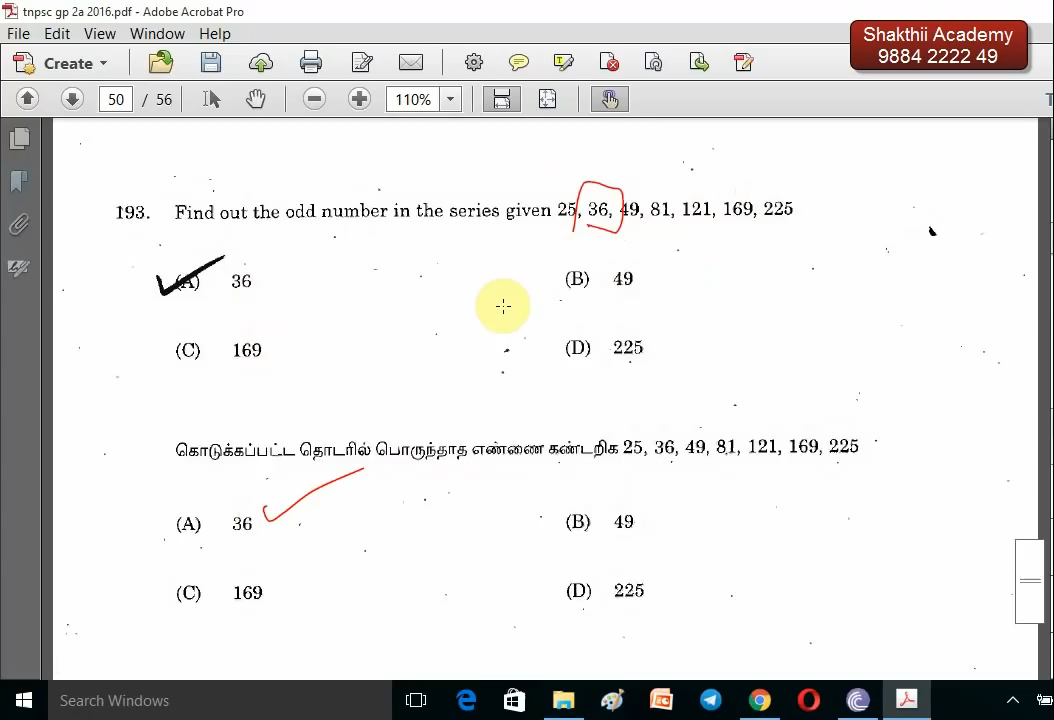 tnpsc gp 2a 2016.pdf - Adobe Acrobat Pro
File Edit View Window Help
Shakthii Academy
9884 2222 49
Create
50 / 56
110%
193. Find out the odd number in the series given 25, 36, 49, 81, 121, 169, 225
(A) 36
(B) 49
(C) 169
(D) 225
கொடுக்கப்பட்ட தொடரில் பொருந்தாத எண்ணை கண்டறிக 25, 36, 49, 81, 121, 169, 225
(A) 36
(B) 49
(C) 169
(D) 225
Search Windows